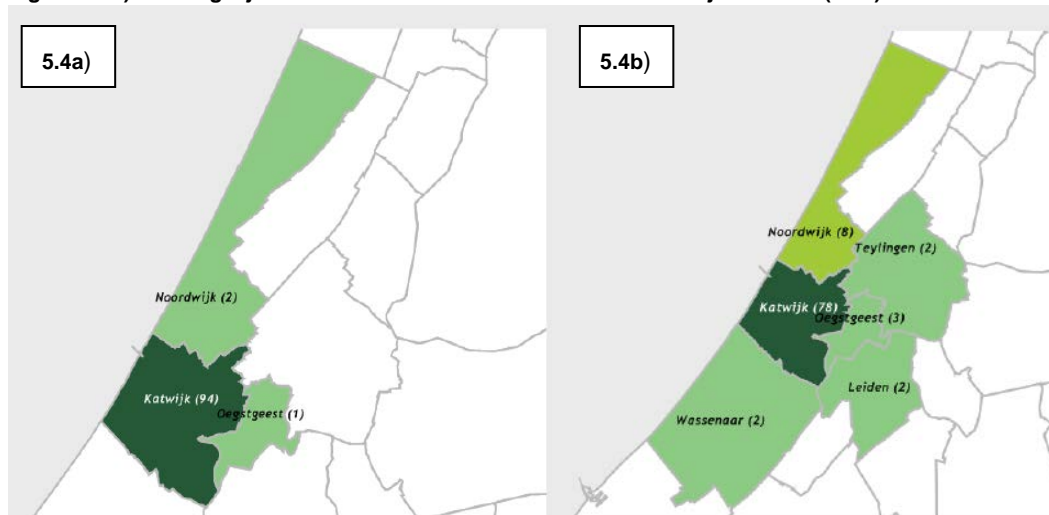 5.4a)
5.4b)
Noordwijk (2)
Katwijk (94)
Oegstgeest (1)
Noordwijk (8)
Teylingen (2)
Katwijk (78)
Oegstgeest (3)
Leiden (2)
Wassenaar (2)